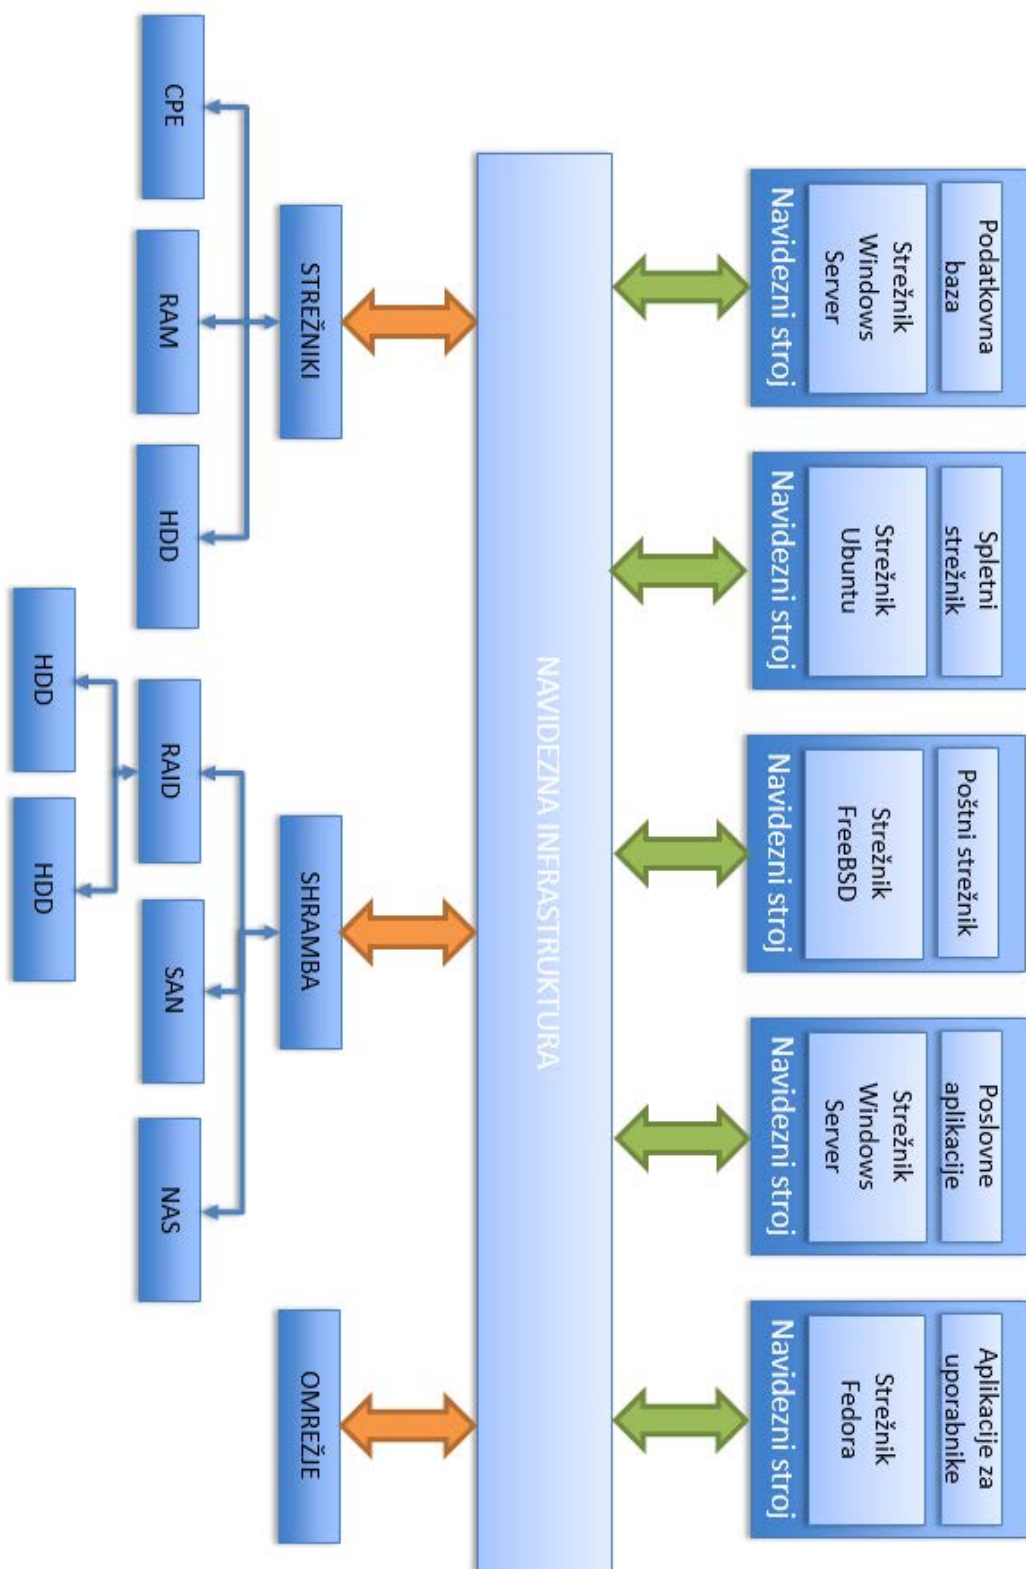 Podatkovna
baza
Strežnik
Windows
Server
Navidezni stroj
Spletni
strežnik
Strežnik
Ubuntu
Navidezni stroj
Poštni strežnik
Strežnik
FreeBSD
Navidezni stroj
Poslovne
aplikacije
Strežnik
Windows
Server
Navidezni stroj
Aplikacije za
uporabnike
Strežnik
Fedora
Navidezni stroj
NAVIDEZNA INFRASTRUKTURA
STREŽNIKI
SHRAMBA
OMREŽJE
CPE
RAM
HDD
RAID
SAN
NAS
HDD
HDD